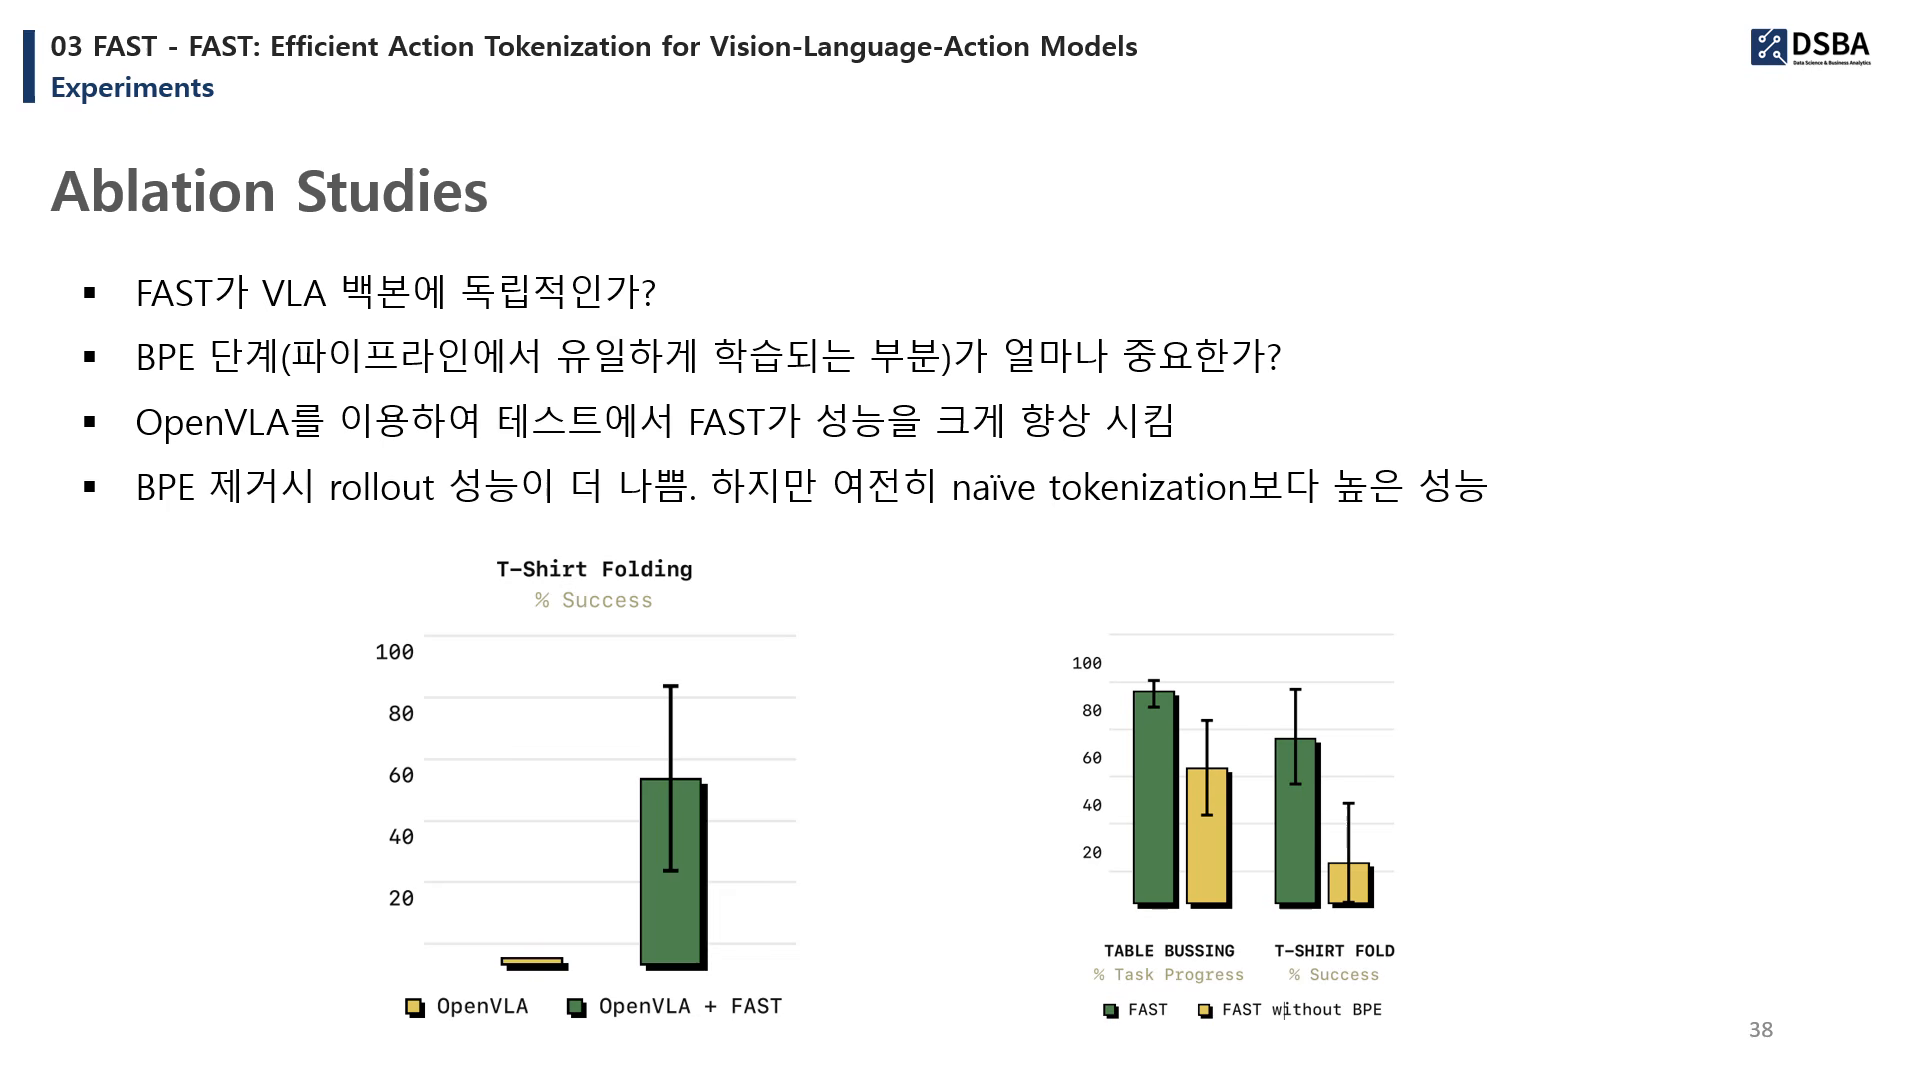 03 FAST - FAST: Efficient Action Tokenization for Vision-Language-Action Models
Experiments
DSBA
Data Science & Business Analytics
Ablation Studies
▪ FAST가 VLA 백본에 독립적인가?
▪ BPE 단계(파이프라인에서 유일하게 학습되는 부분)가 얼마나 중요한가?
▪ OpenVLA를 이용하여 테스트에서 FAST가 성능을 크게 향상 시킴
▪ BPE 제거시 rollout 성능이 더 나쁨. 하지만 여전히 naïve tokenization보다 높은 성능
T-Shirt Folding
% Success
100
80
60
40
20
OpenVLA OpenVLA + FAST
100
80
60
40
20
TABLE BUSSING T-SHIRT FOLD
% Task Progress % Success
FAST FAST without BPE
38